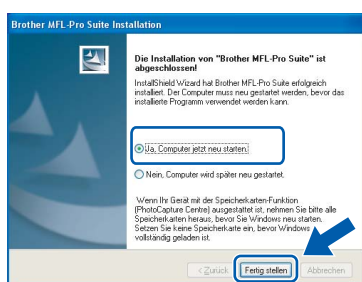 Brother MFL-Pro Suite Installation
Die Installation von "Brother MFL-Pro Suite" ist
abgeschlossen!
InstallShield Wizard hat Brother MFL-Pro Suite erfolgreich
installiert. Der Computer muss neu gestartet werden, bevor das
installierte Programm verwendet werden kann.
Ja, Computer jetzt neu starten.
Nein, Computer wird später neu gestartet.
Wenn Ihr Gerät mit der Speicherkarten-Funktion
(PhotoCapture Centre) ausgestattet ist, nehmen Sie bitte alle
Speicherkarten heraus, bevor Sie Windows neu starten.
Setzen Sie keine Speicherkarte ein, bevor Windows
vollständig geladen ist.
< Zurück
Fertig stellen
Abbrechen